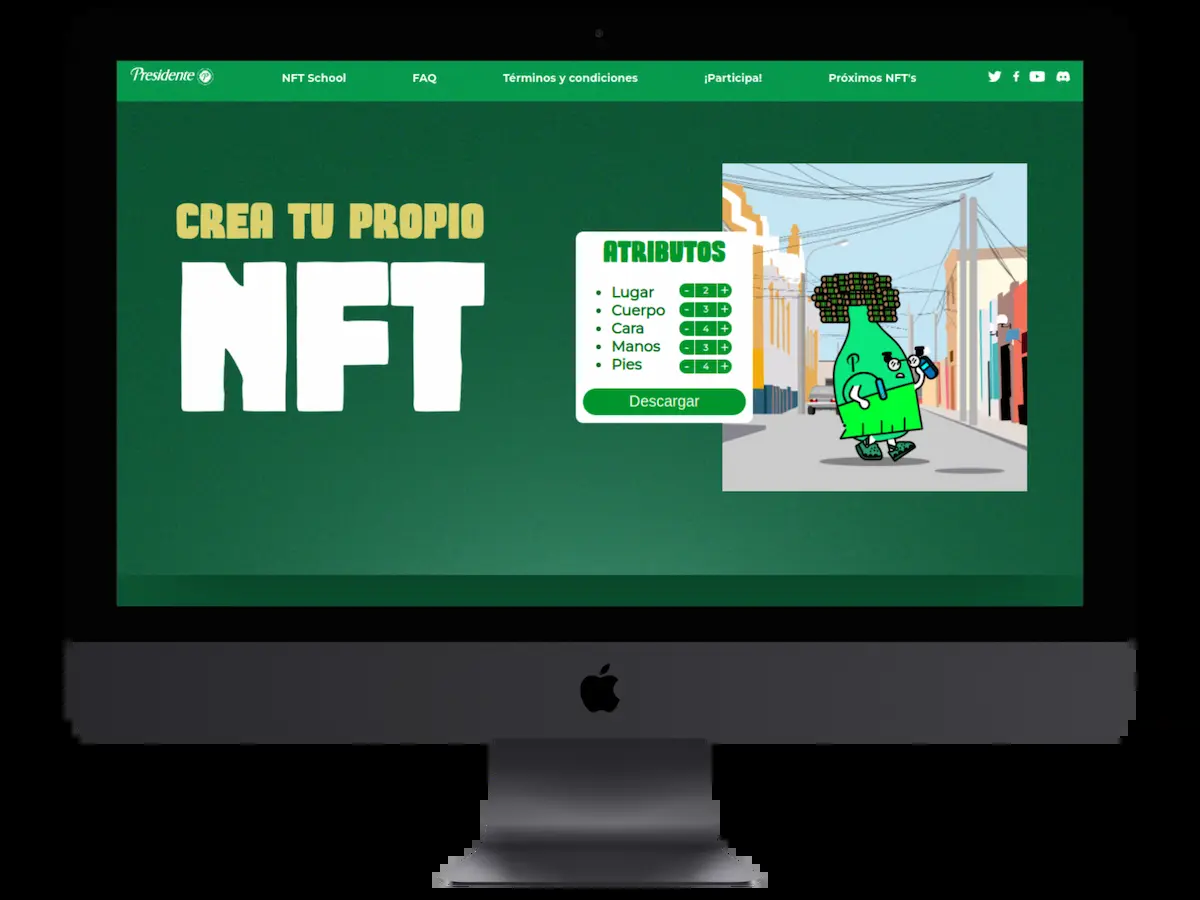 Presidente
NFT School
FAQ
Términos y condiciones
¡Participa!
Próximos NFT's
CREA TU PROPIO
NFT
ATRIBUTOS
Lugar - 2 +
Cuerpo - 3 +
Cara - 4 +
Manos - 3 +
Pies - 4 +
Descargar